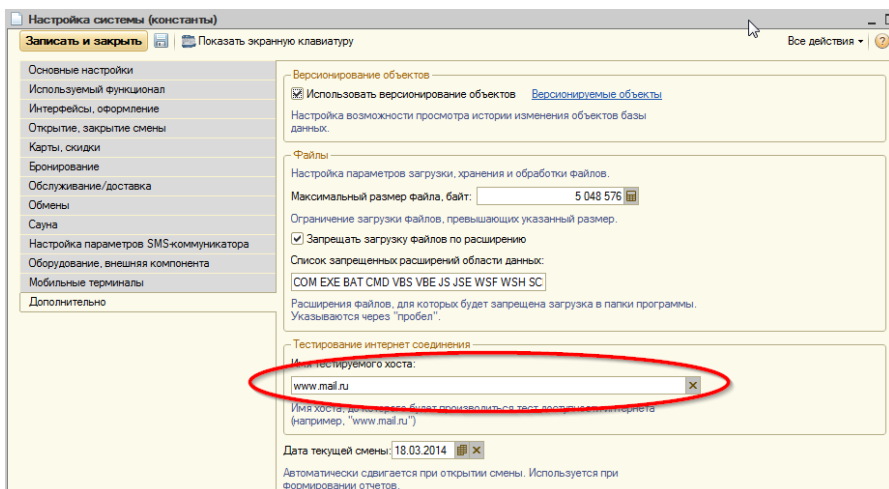 Настройка системы (константы)
Записать и закрыть Показать экранную клавиатуру Все действия
Основные настройки
Используемый функционал
Интерфейсы, оформление
Открытие, закрытие смены
Карты, скидки
Бронирование
Обслуживание/доставка
Обмены
Сауна
Настройка параметров SMS-коммуникатора
Оборудование, внешняя компонента
Мобильные терминалы
Дополнительно
Версионирование объектов
Использовать версионирование объектов Версионируемые объекты
Настройка возможности просмотра истории изменения объектов базы
данных.
Файлы
Настройка параметров загрузки, хранения и обработки файлов.
Максимальный размер файла, байт: 5 048 576
Ограничение загрузки файлов, превышающих указанный размер.
Запрещать загрузку файлов по расширению
Список запрещенных расширений области данных:
COM EXE BAT CMD VBS VBE JS JSE WSF WSH SC
Расширения файлов, для которых будет запрещена загрузка в папки программы.
Указываются через "пробел".
Тестирование интернет соединения
Имя тестируемого хоста:
www.mail.ru
Имя хоста, до которого будет производиться тест доступности интернета
(например, "www.mail.ru")
Дата текущей смены: 18.03.2014
Автоматически сдвигается при открытии смены. Используется при
формировании отчетов.